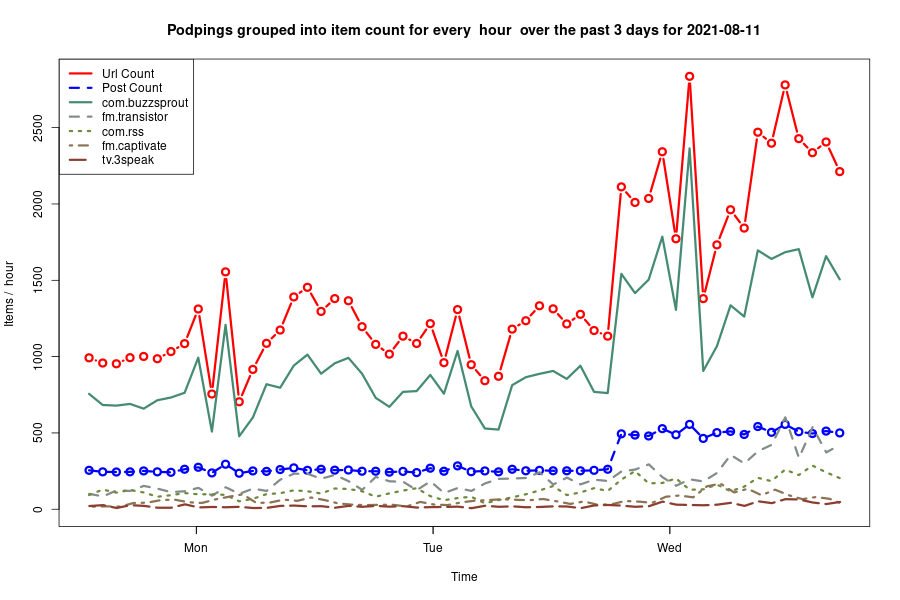 Podpings grouped into item count for every  hour  over the past 3 days for 2021-08-11
Url Count
Post Count
com.buzzsprout
fm.transistor
com.rss
fm.captivate
tv.3speak
Items /  hour
2500
2000
1500
1000
500
0
Mon Tue Wed
Time